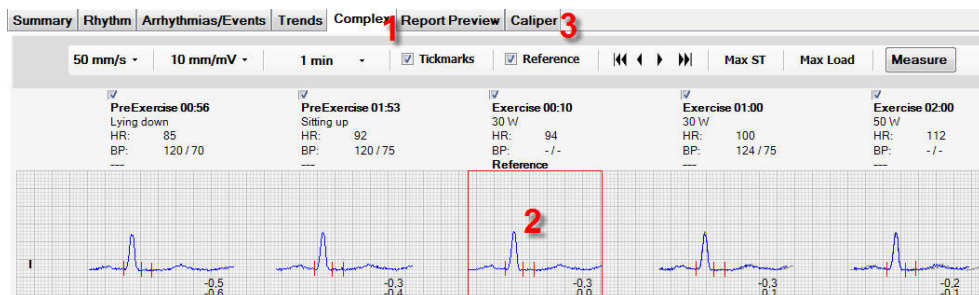 Summary Rhythm Arrhythmias/Events Trends Complex Report Preview Caliper
1 3
50 mm/s 10 mm/mV 1 min Tickmarks Reference Max ST Max Load Measure
PreExercise 00:56 PreExercise 01:53 Exercise 00:10 Exercise 01:00 Exercise 02:00
Lying down Sitting up 30 W 30 W 50 W
HR: 85 HR: 92 HR: 94 HR: 100 HR: 112
BP: 120 / 70 BP: 120 / 75 BP: - / - BP: 124 / 75 BP: - / -
--- --- Reference --- ---
2
I
-0.5 -0.3 -0.3 -0.3 -0.2